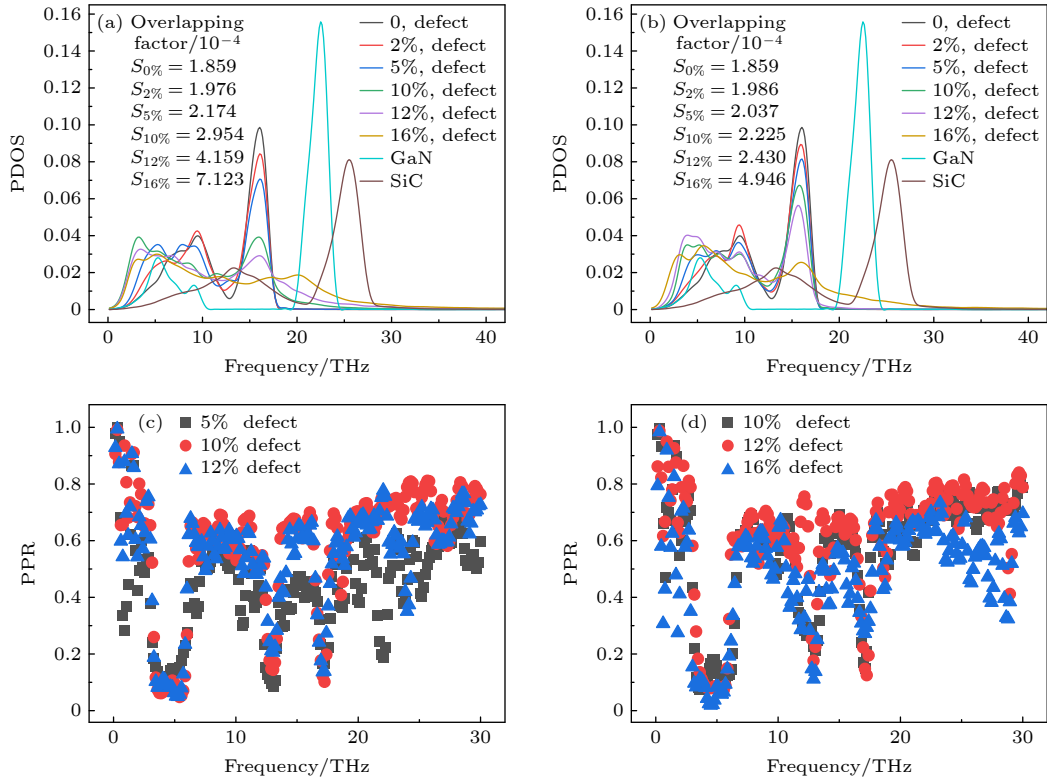 (a) Overlapping
factor/10⁻⁴
S0% = 1.859
S2% = 1.976
S5% = 2.174
S10% = 2.954
S12% = 4.159
S16% = 7.123
0, defect
2%, defect
5%, defect
10%, defect
12%, defect
16%, defect
GaN
SiC
PDOS
0.16
0.14
0.12
0.10
0.08
0.06
0.04
0.02
0
0 10 20 30 40
Frequency/THz
(b) Overlapping
factor/10⁻⁴
S0% = 1.859
S2% = 1.986
S5% = 2.037
S10% = 2.225
S12% = 2.430
S16% = 4.946
0, defect
2%, defect
5%, defect
10%, defect
12%, defect
16%, defect
GaN
SiC
PDOS
0.16
0.14
0.12
0.10
0.08
0.06
0.04
0.02
0
0 10 20 30 40
Frequency/THz
(c)
5% defect
10% defect
12% defect
PPR
1.0
0.8
0.6
0.4
0.2
0
0 10 20 30
Frequency/THz
(d)
10% defect
12% defect
16% defect
PPR
1.0
0.8
0.6
0.4
0.2
0
0 10 20 30
Frequency/THz